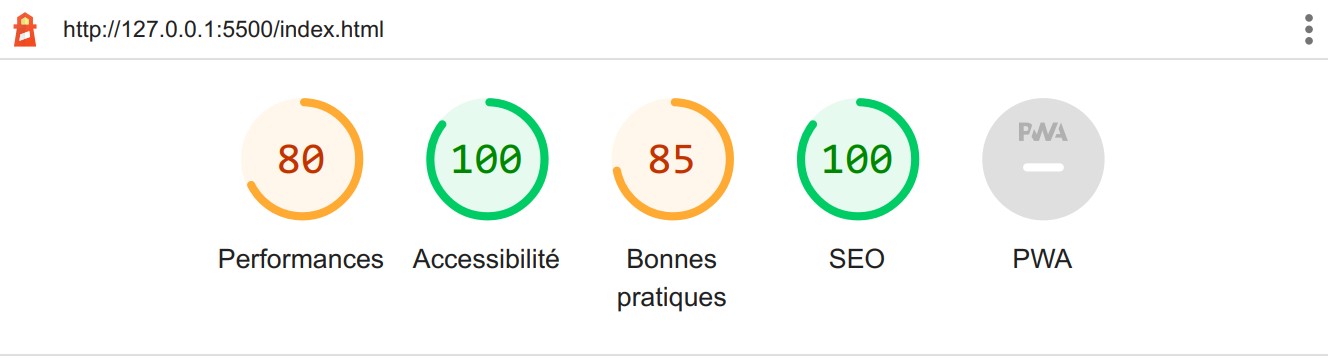 http://127.0.0.1:5500/index.html
80
100
85
100
PWA
Performances
Accessibilité
Bonnes
pratiques
SEO
PWA